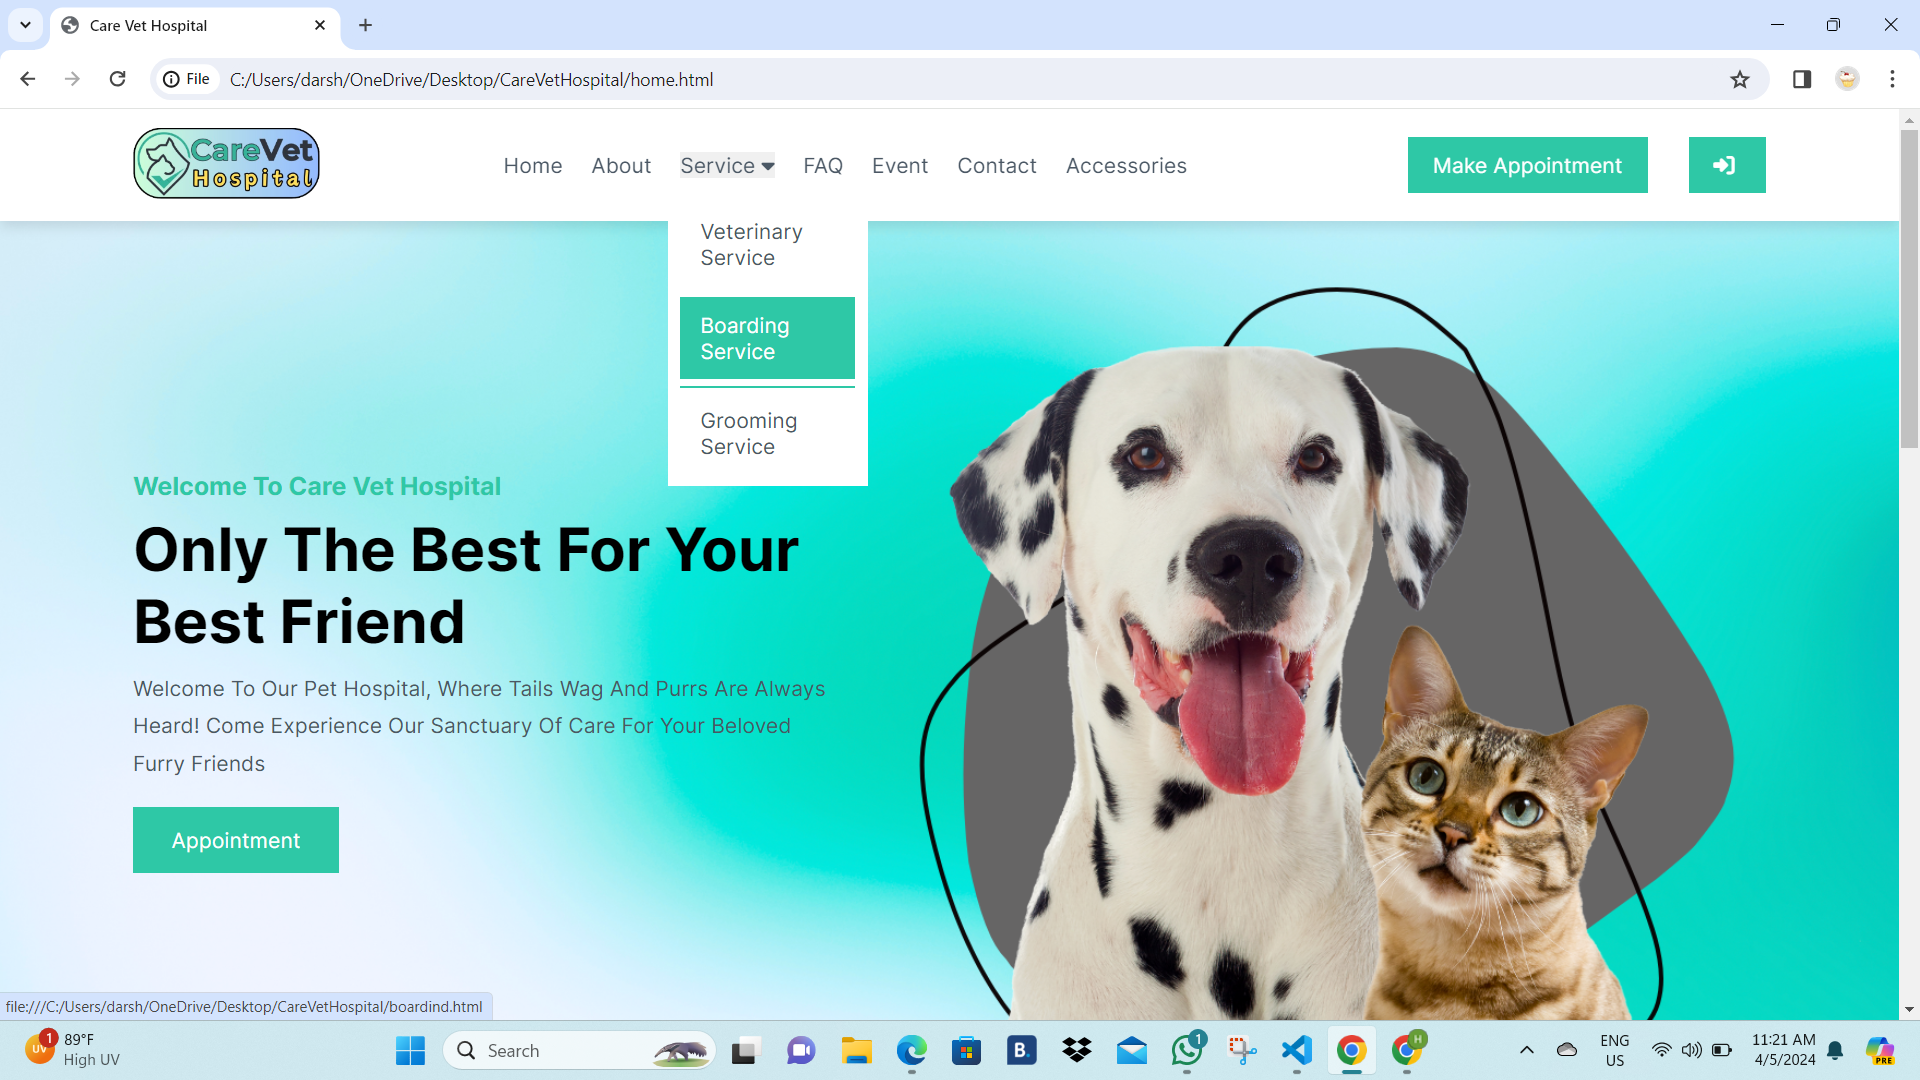 Care Vet Hospital
File
C:/Users/darsh/OneDrive/Desktop/CareVetHospital/home.html
CareVet
Hospital
Home
About
Service
FAQ
Event
Contact
Accessories
Make Appointment
Veterinary
Service
Boarding
Service
Grooming
Service
Welcome To Care Vet Hospital
Only The Best For Your
Best Friend
Welcome To Our Pet Hospital, Where Tails Wag And Purrs Are Always
Heard! Come Experience Our Sanctuary Of Care For Your Beloved
Furry Friends
Appointment
file:///C:/Users/darsh/OneDrive/Desktop/CareVetHospital/boardind.html
UV
1
89°F
High UV
Search
B.
1
H
ENG
US
11:21 AM
4/5/2024
PRE